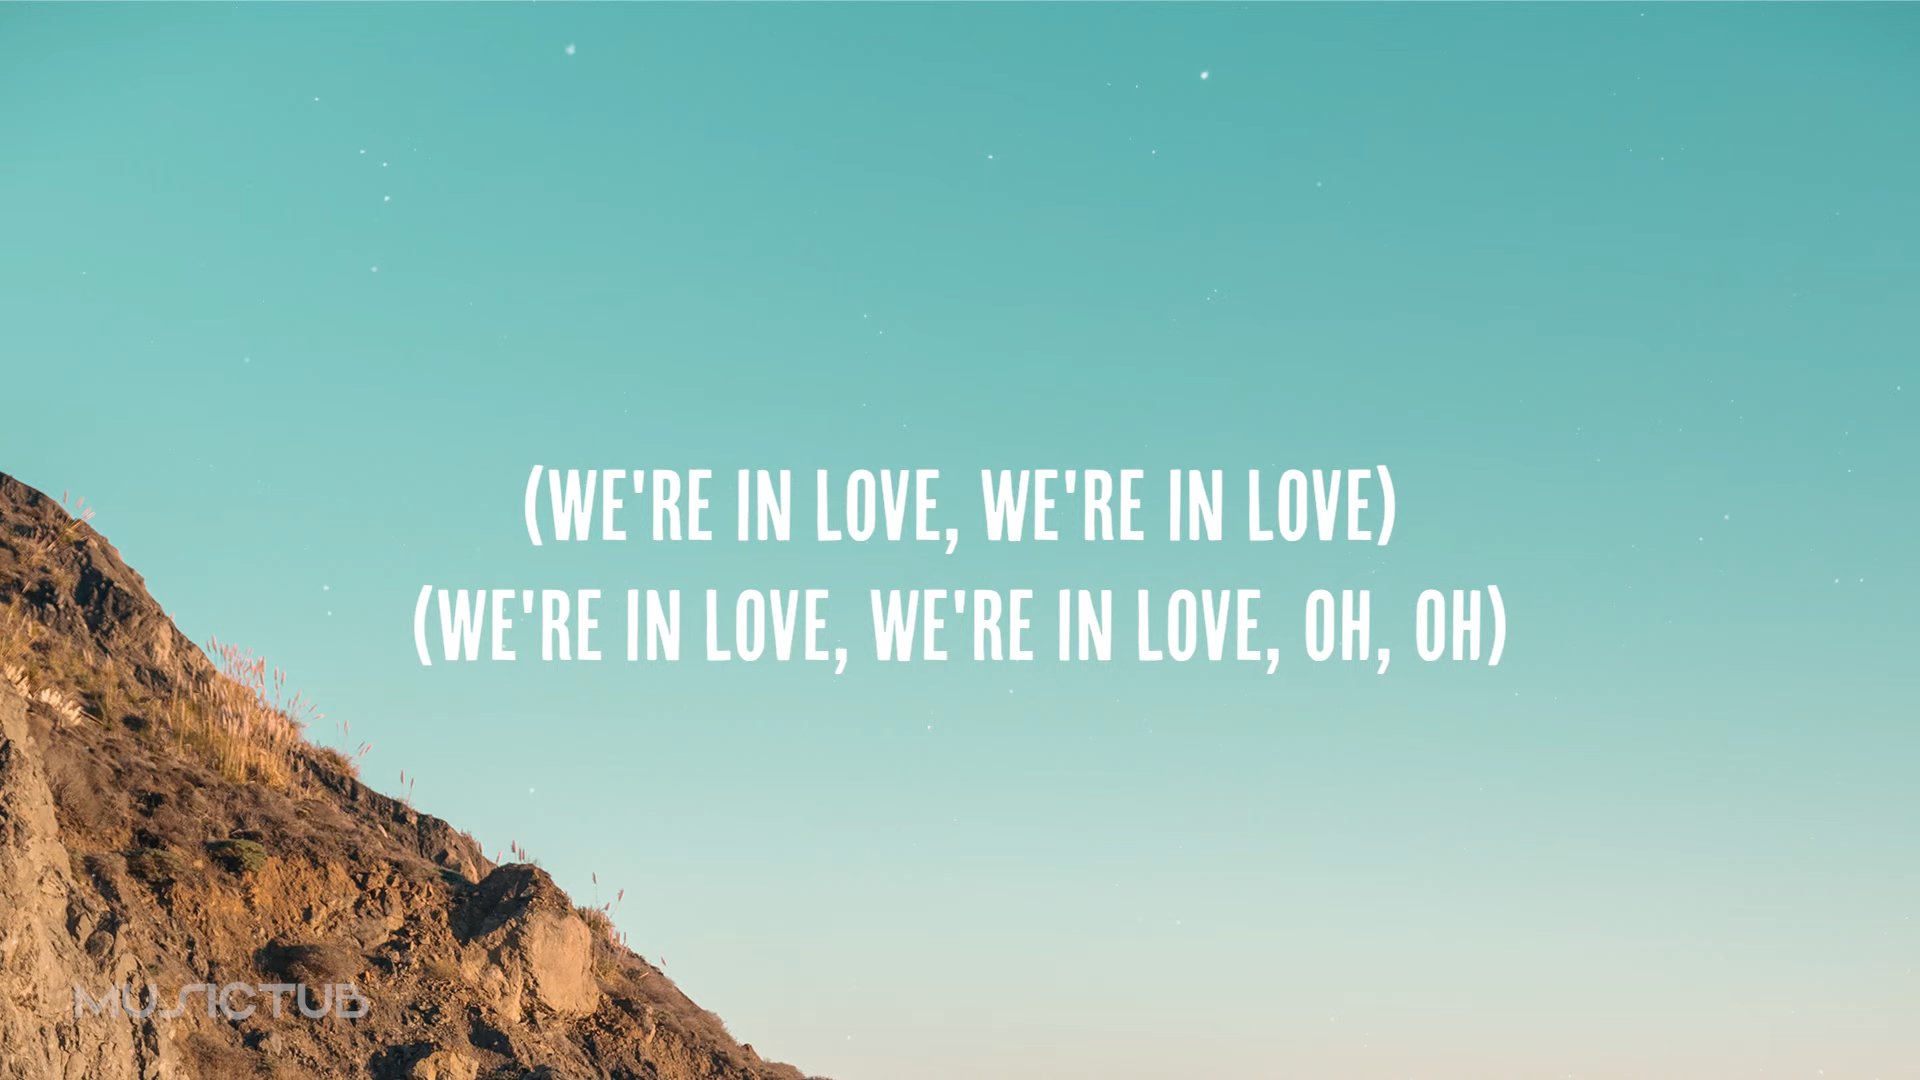 (WE'RE IN LOVE, WE'RE IN LOVE)
(WE'RE IN LOVE, WE'RE IN LOVE, OH, OH)
MUSICTUB